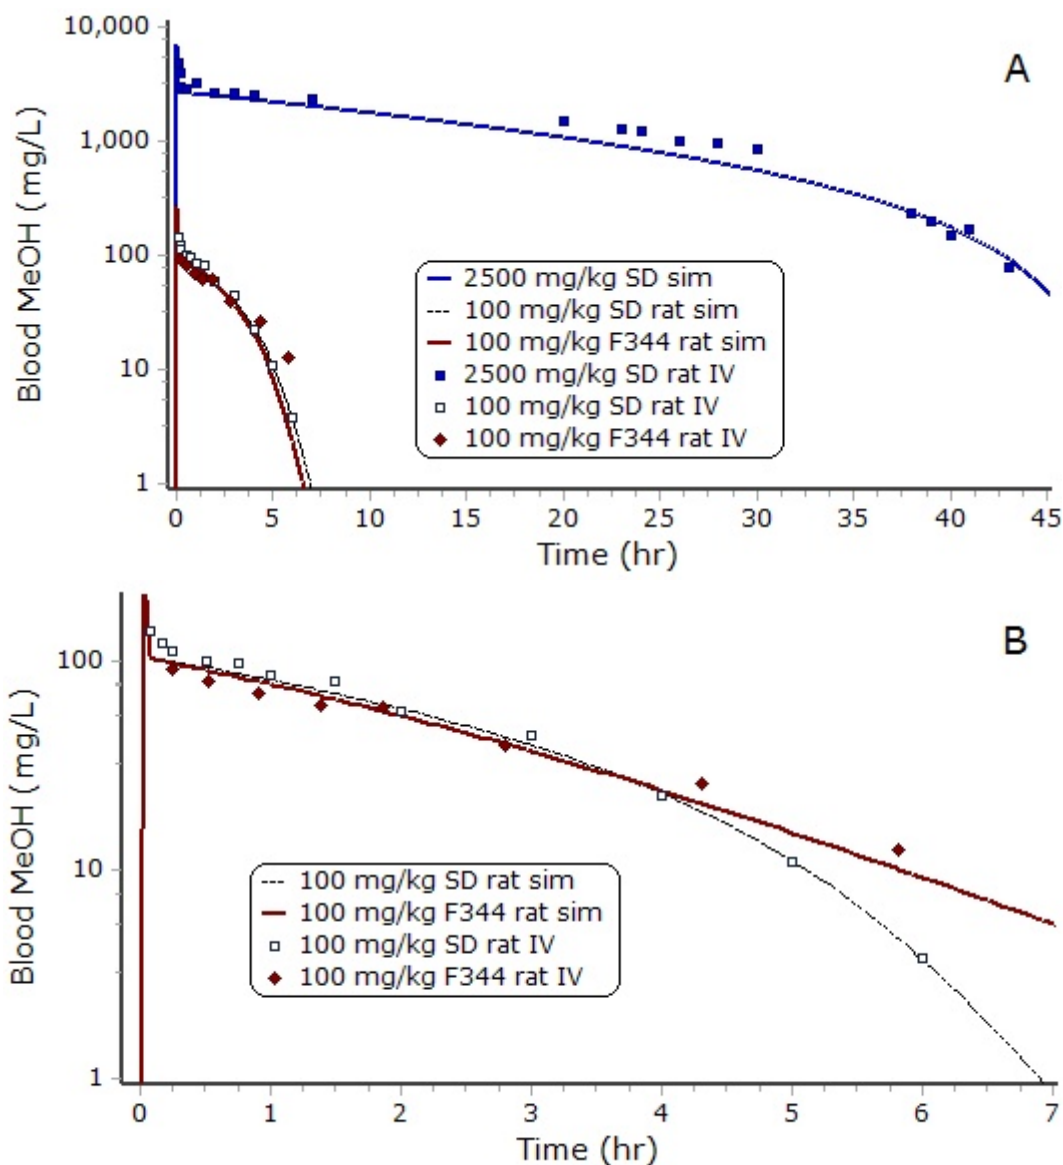 10,000
1,000
100
10
1
Blood MeOH (mg/L)
A
2500 mg/kg SD sim
100 mg/kg SD rat sim
100 mg/kg F344 rat sim
2500 mg/kg SD rat IV
100 mg/kg SD rat IV
100 mg/kg F344 rat IV
0 5 10 15 20 25 30 35 40 45
Time (hr)
B
100
10
1
Blood MeOH (mg/L)
100 mg/kg SD rat sim
100 mg/kg F344 rat sim
100 mg/kg SD rat IV
100 mg/kg F344 rat IV
0 1 2 3 4 5 6 7
Time (hr)